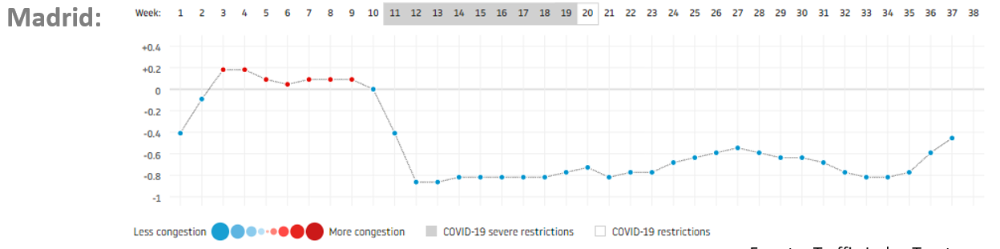 Madrid:
Week: 1 2 3 4 5 6 7 8 9 10 11 12 13 14 15 16 17 18 19 20 21 22 23 24 25 26 27 28 29 30 31 32 33 34 35 36 37 38
+0.4
+0.2
0
-0.2
-0.4
-0.6
-0.8
-1
Less congestion More congestion COVID-19 severe restrictions COVID-19 restrictions